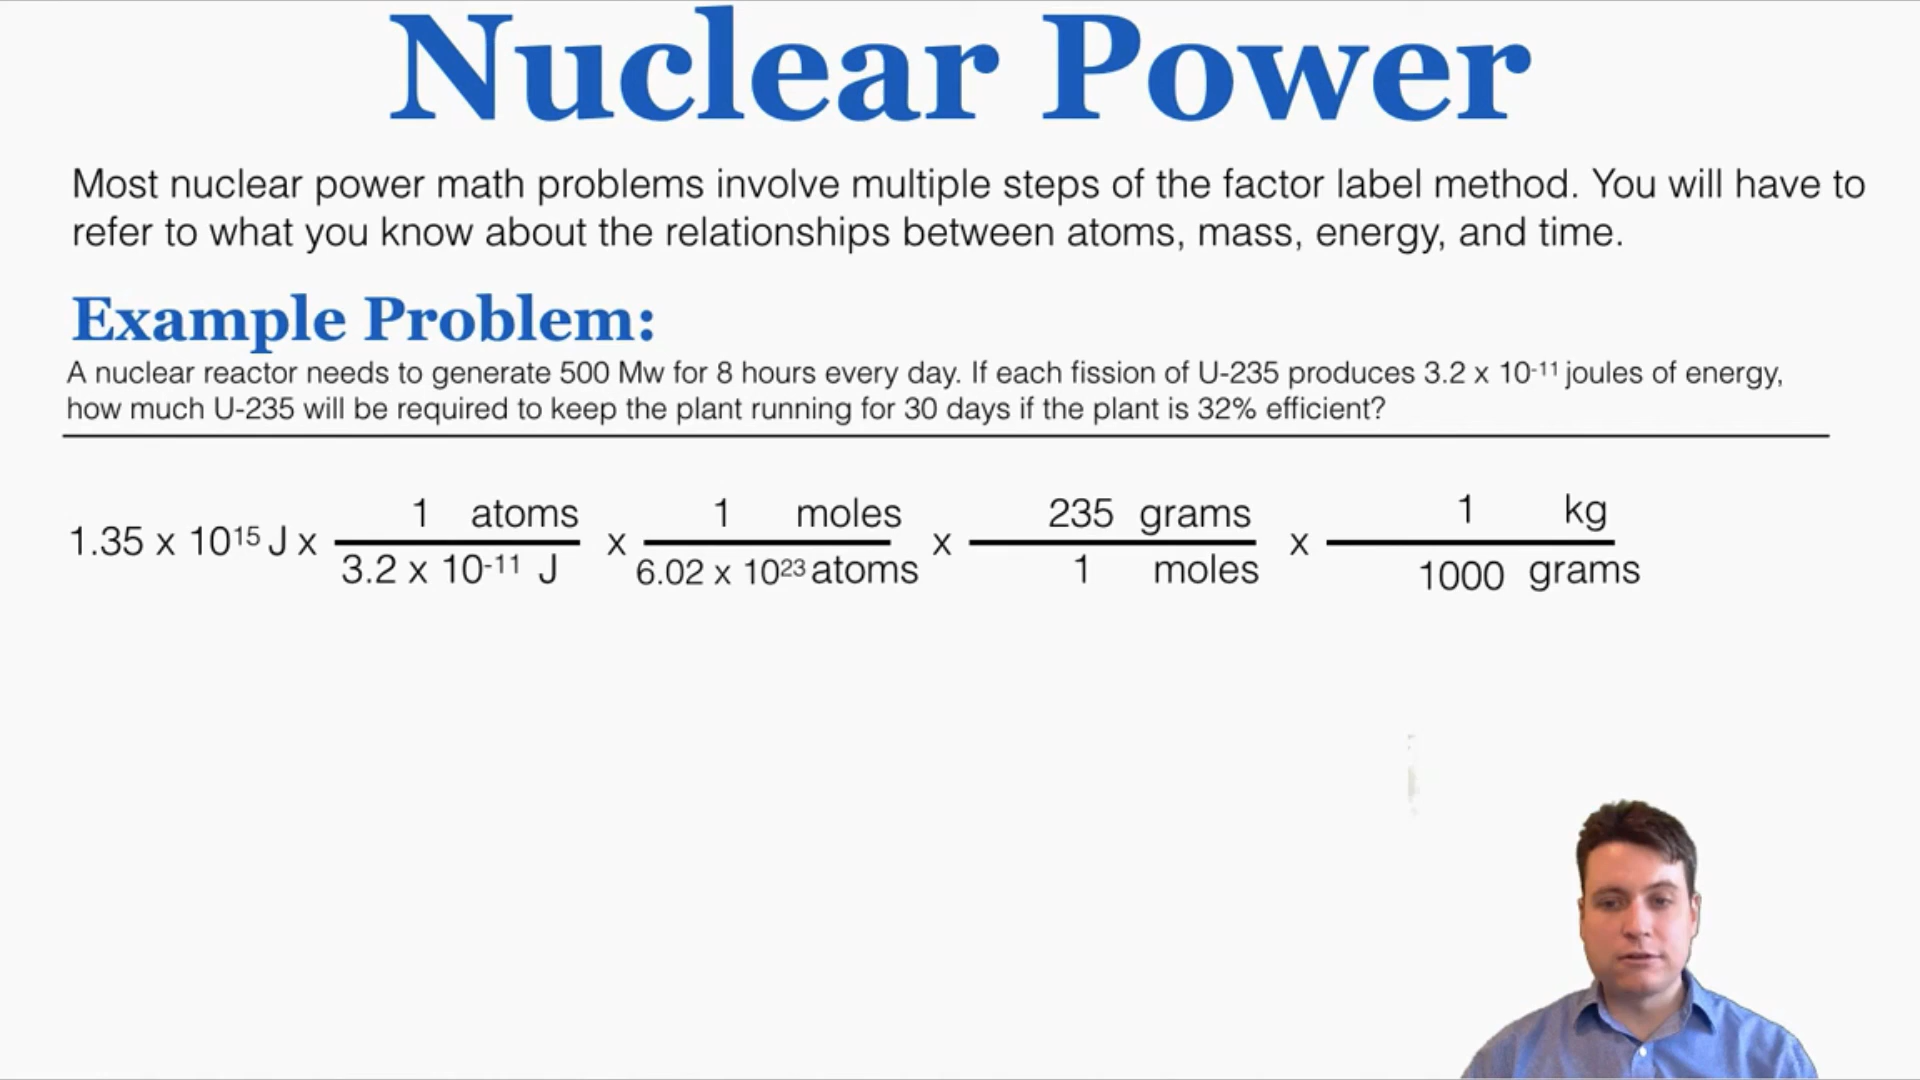 Nuclear Power
Most nuclear power math problems involve multiple steps of the factor label method. You will have to
refer to what you know about the relationships between atoms, mass, energy, and time.
Example Problem:
A nuclear reactor needs to generate 500 Mw for 8 hours every day. If each fission of U-235 produces 3.2 x 10⁻¹¹ joules of energy,
how much U-235 will be required to keep the plant running for 30 days if the plant is 32% efficient?
1.35 x 10¹⁵ J x 1 atoms / 3.2 x 10⁻¹¹ J x 1 moles / 6.02 x 10²³ atoms x 235 grams / 1 moles x 1 kg / 1000 grams